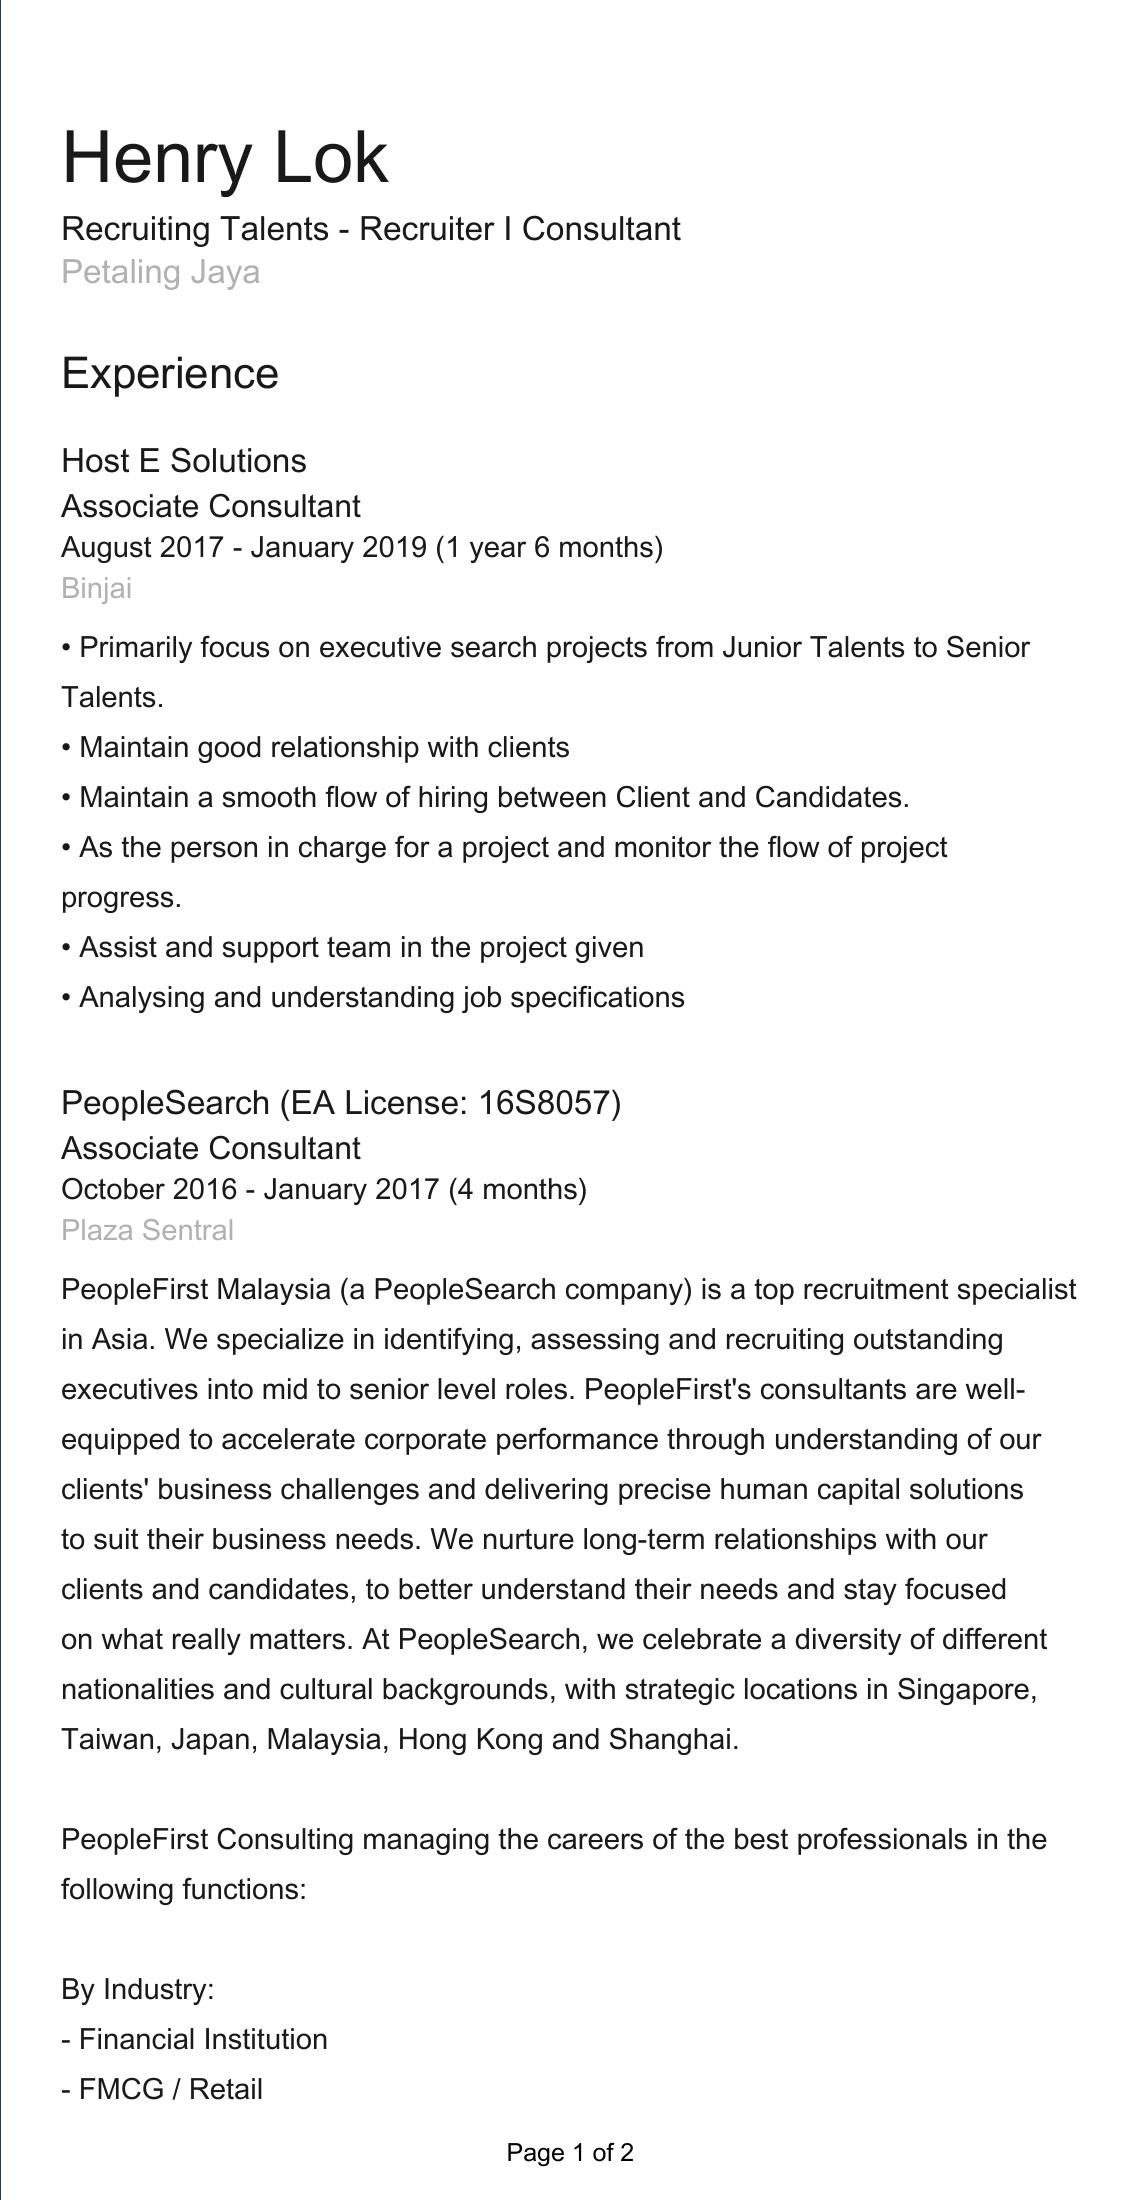 Henry Lok
Recruiting Talents - Recruiter I Consultant
Petaling Jaya
Experience
Host E Solutions
Associate Consultant
August 2017 - January 2019 (1 year 6 months)
Binjai
• Primarily focus on executive search projects from Junior Talents to Senior
Talents.
• Maintain good relationship with clients
• Maintain a smooth flow of hiring between Client and Candidates.
• As the person in charge for a project and monitor the flow of project
progress.
• Assist and support team in the project given
• Analysing and understanding job specifications
PeopleSearch (EA License: 16S8057)
Associate Consultant
October 2016 - January 2017 (4 months)
Plaza Sentral
PeopleFirst Malaysia (a PeopleSearch company) is a top recruitment specialist
in Asia. We specialize in identifying, assessing and recruiting outstanding
executives into mid to senior level roles. PeopleFirst's consultants are well-
equipped to accelerate corporate performance through understanding of our
clients' business challenges and delivering precise human capital solutions
to suit their business needs. We nurture long-term relationships with our
clients and candidates, to better understand their needs and stay focused
on what really matters. At PeopleSearch, we celebrate a diversity of different
nationalities and cultural backgrounds, with strategic locations in Singapore,
Taiwan, Japan, Malaysia, Hong Kong and Shanghai.
PeopleFirst Consulting managing the careers of the best professionals in the
following functions:
By Industry:
- Financial Institution
- FMCG / Retail
Page 1 of 2